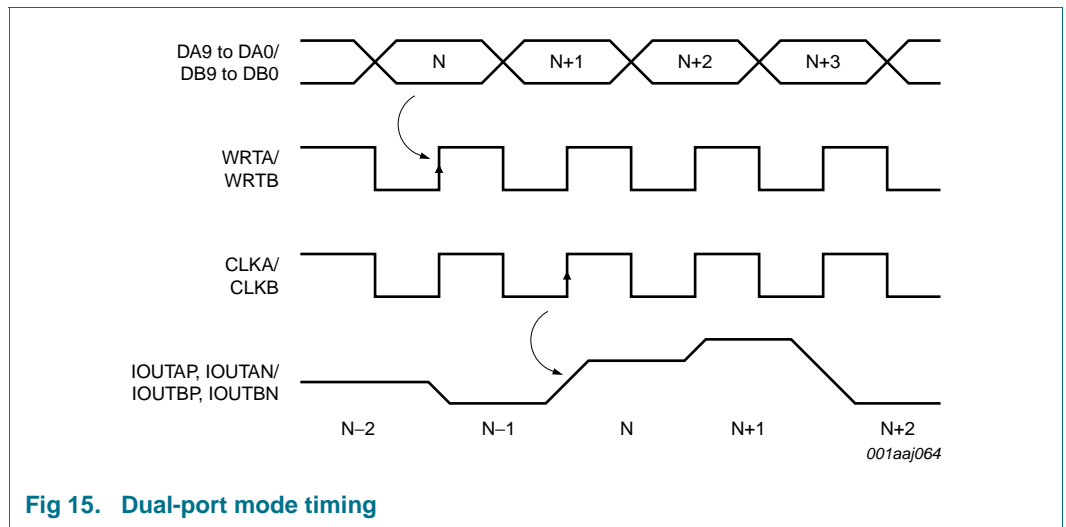 DA9 to DA0/
DB9 to DB0
N
N+1
N+2
N+3
WRTA/
WRTB
CLKA/
CLKB
IOUTAP, IOUTAN/
IOUTBP, IOUTBN
N−2
N−1
N
N+1
N+2
001aaj064
Fig 15. Dual-port mode timing